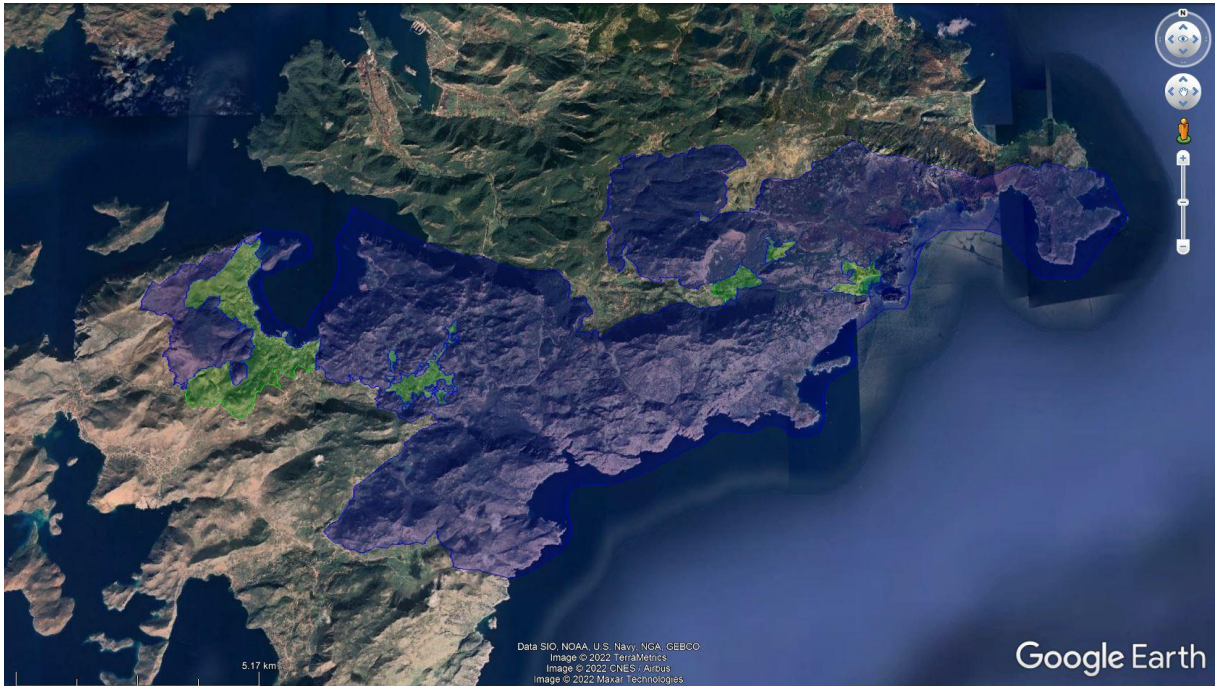 N
5.17 km
Data SIO, NOAA, U.S. Navy, NGA, GEBCO
Image © 2022 TerraMetrics
Image © 2022 CNES / Airbus
Image © 2022 Maxar Technologies
Google Earth